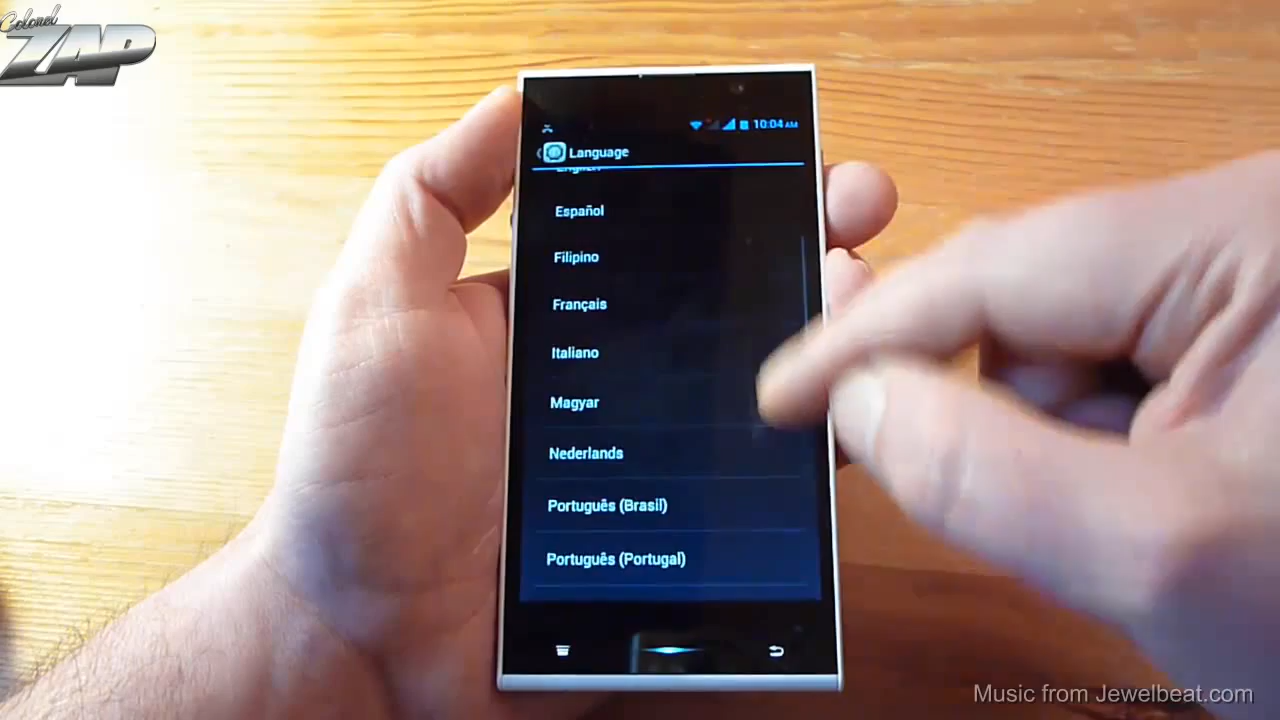 Colonel
ZAP
10:04 AM
Language
English
Español
Filipino
Français
Italiano
Magyar
Nederlands
Português (Brasil)
Português (Portugal)
Music from Jewelbeat.com